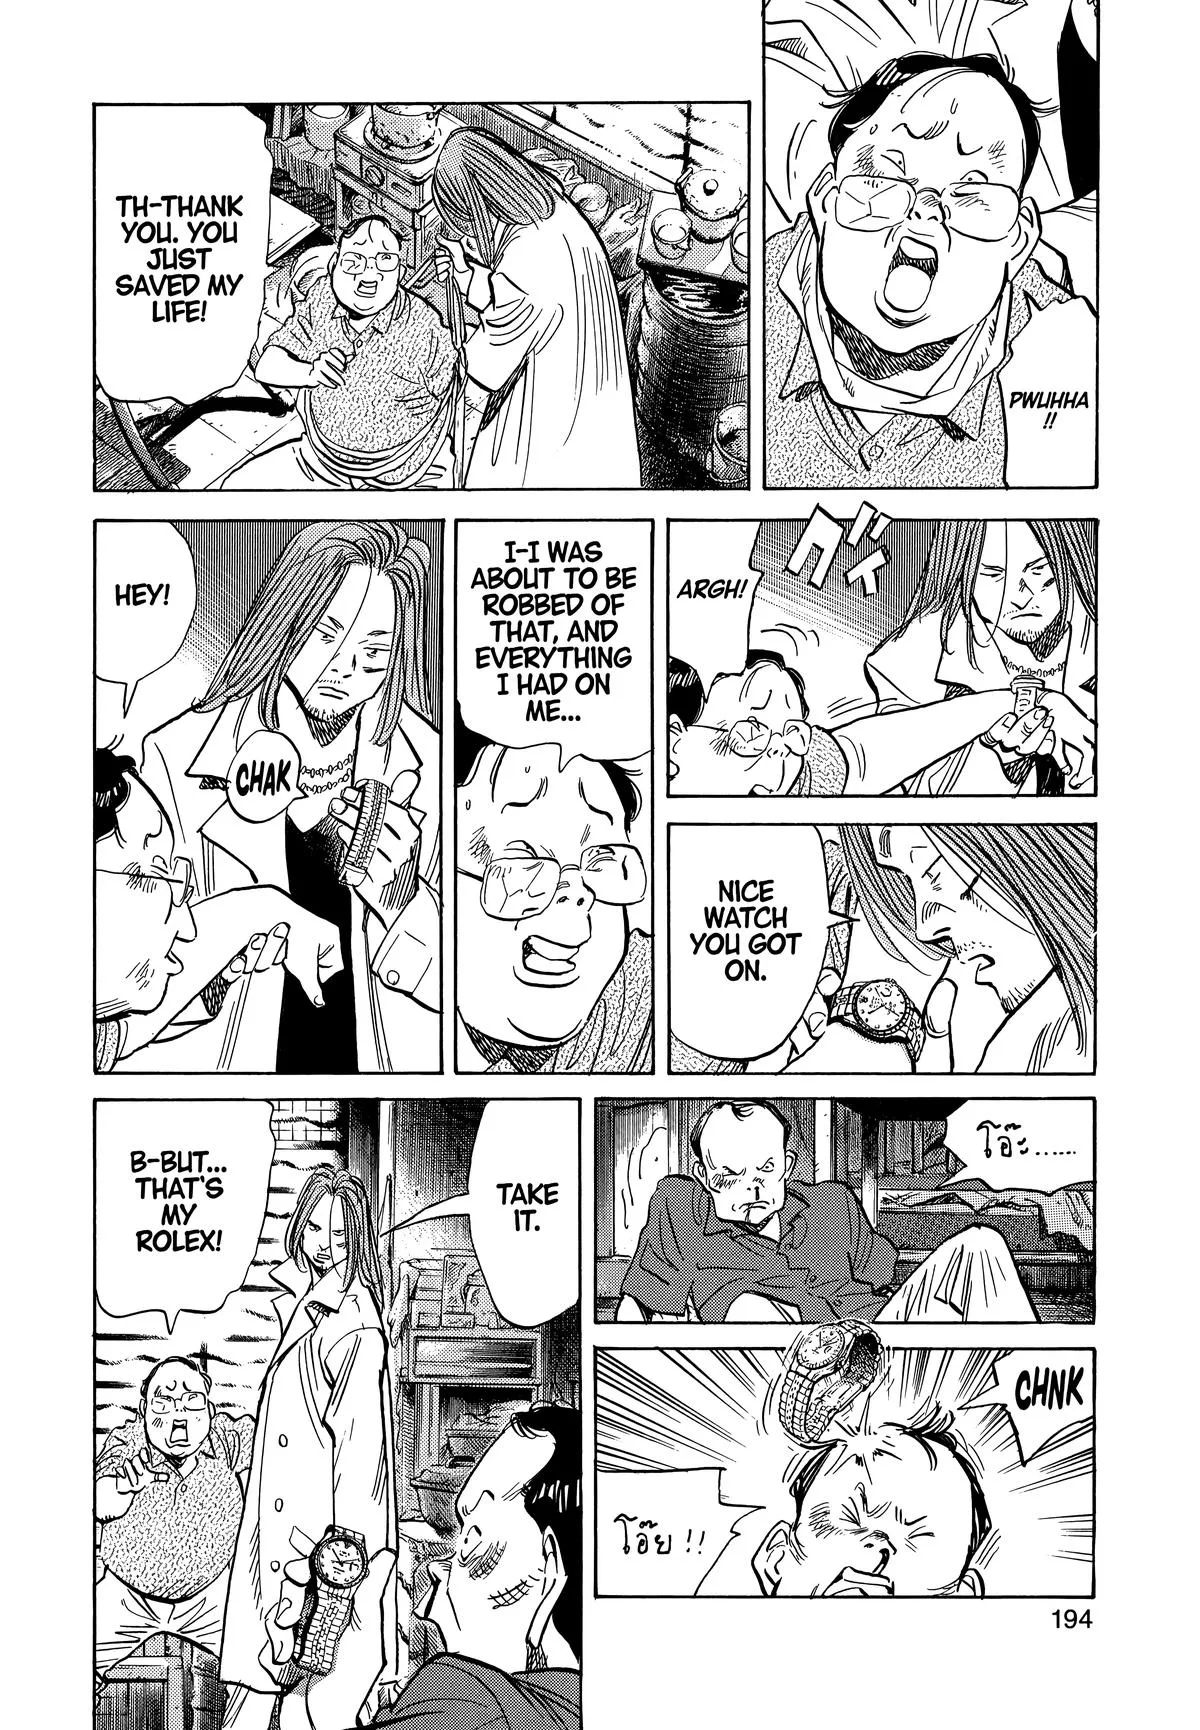 PWUHHA
!!
TH-THANK
YOU. YOU
JUST
SAVED MY
LIFE!
ガバイ
ARGH!
NICE
WATCH
YOU GOT
ON.
I-I WAS
ABOUT TO BE
ROBBED OF
THAT, AND
EVERYTHING
I HAD ON
ME...
HEY!
CHAK
โอ๊ะ......
CHNK
โอ๊ย!!
TAKE
IT.
B-BUT...
THAT'S
MY
ROLEX!
194